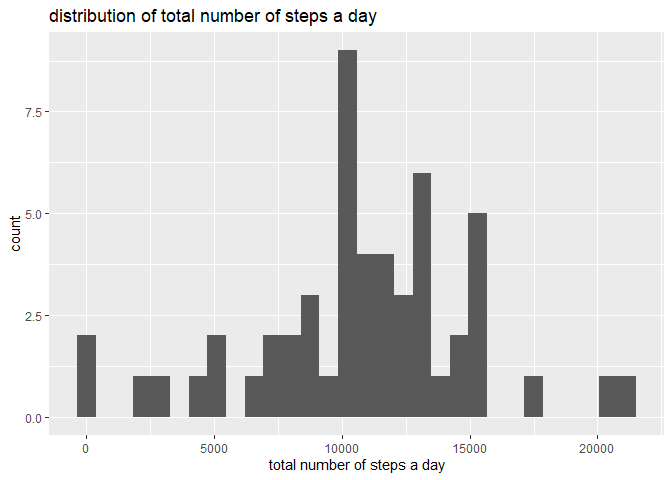 distribution of total number of steps a day
7.5
5.0
2.5
0.0
count
0 5000 10000 15000 20000
total number of steps a day